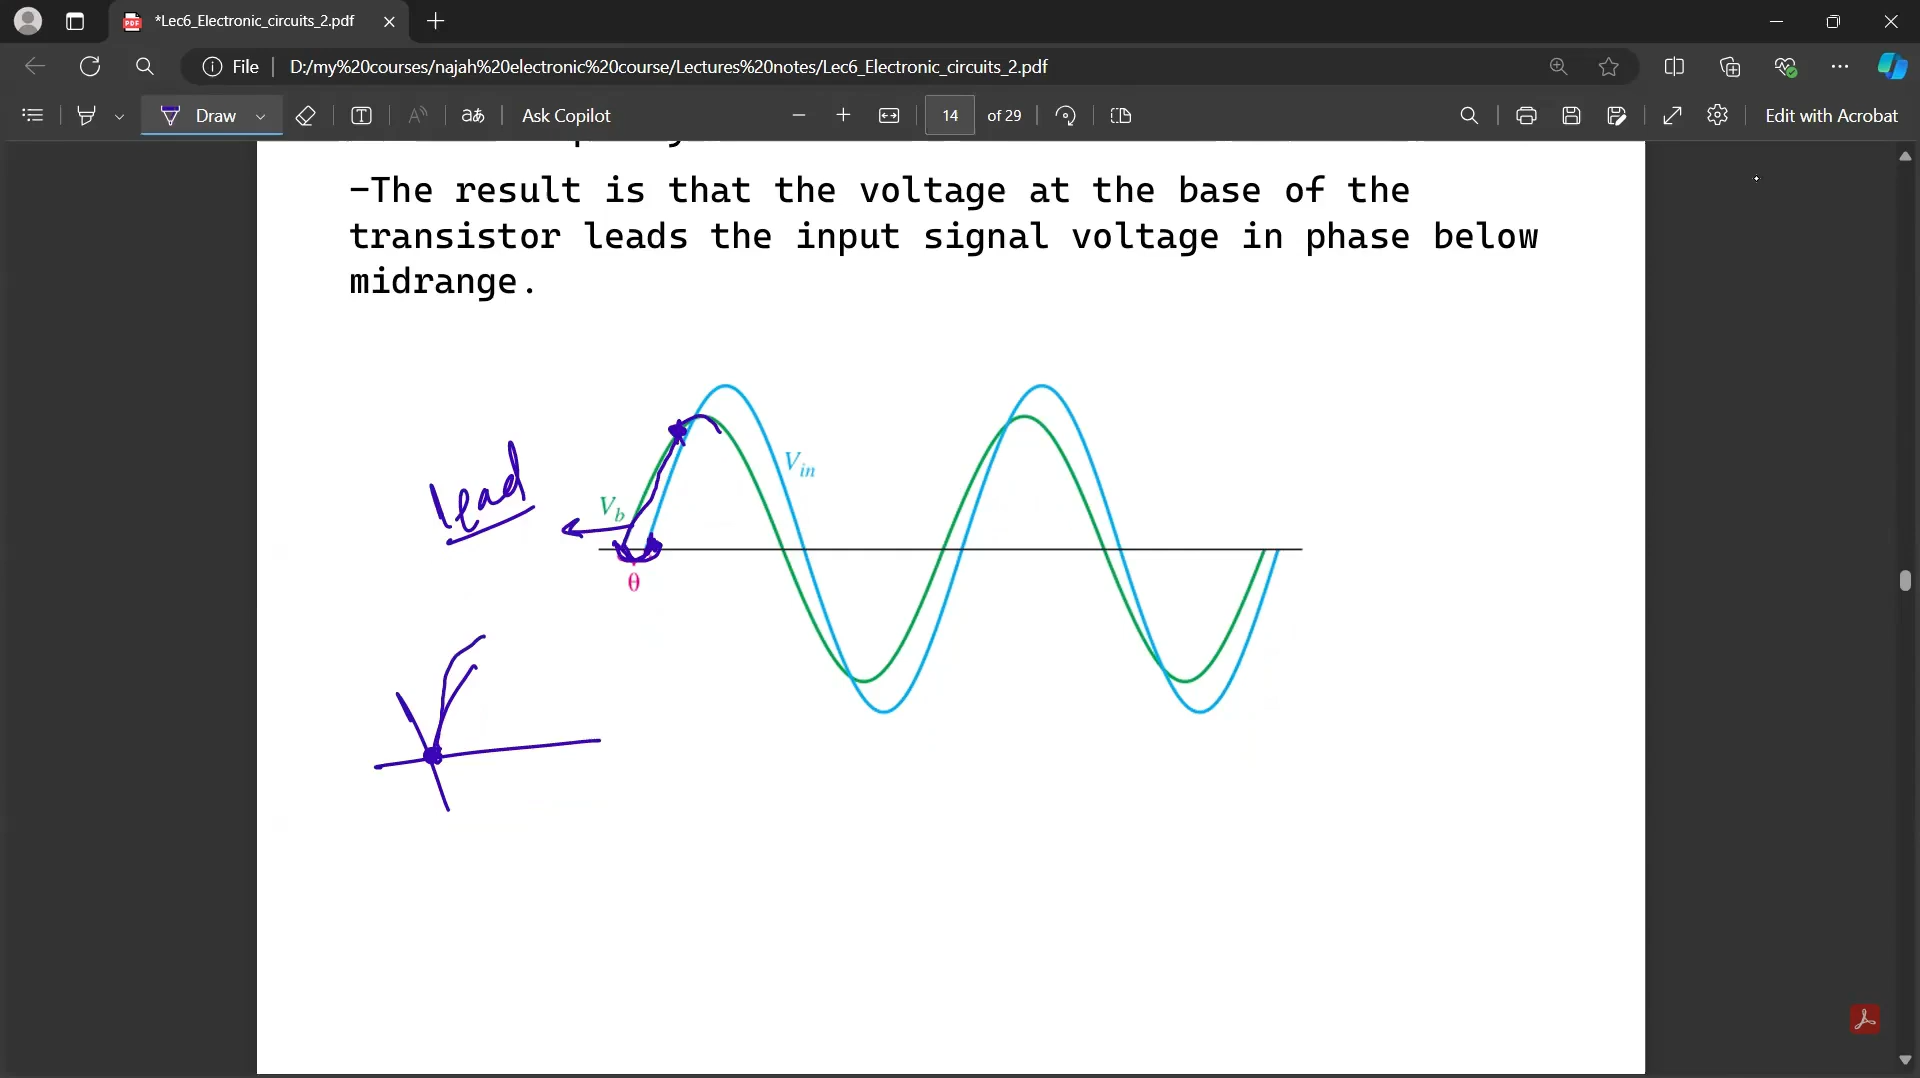 *Lec6_Electronic_circuits_2.pdf
File D:/my%20courses/najah%20electronic%20course/Lectures%20notes/Lec6_Electronic_circuits_2.pdf
Draw T A aあ Ask Copilot 14 of 29 Edit with Acrobat
-The result is that the voltage at the base of the
transistor leads the input signal voltage in phase below
midrange.
Vin
lead
Vb
θ